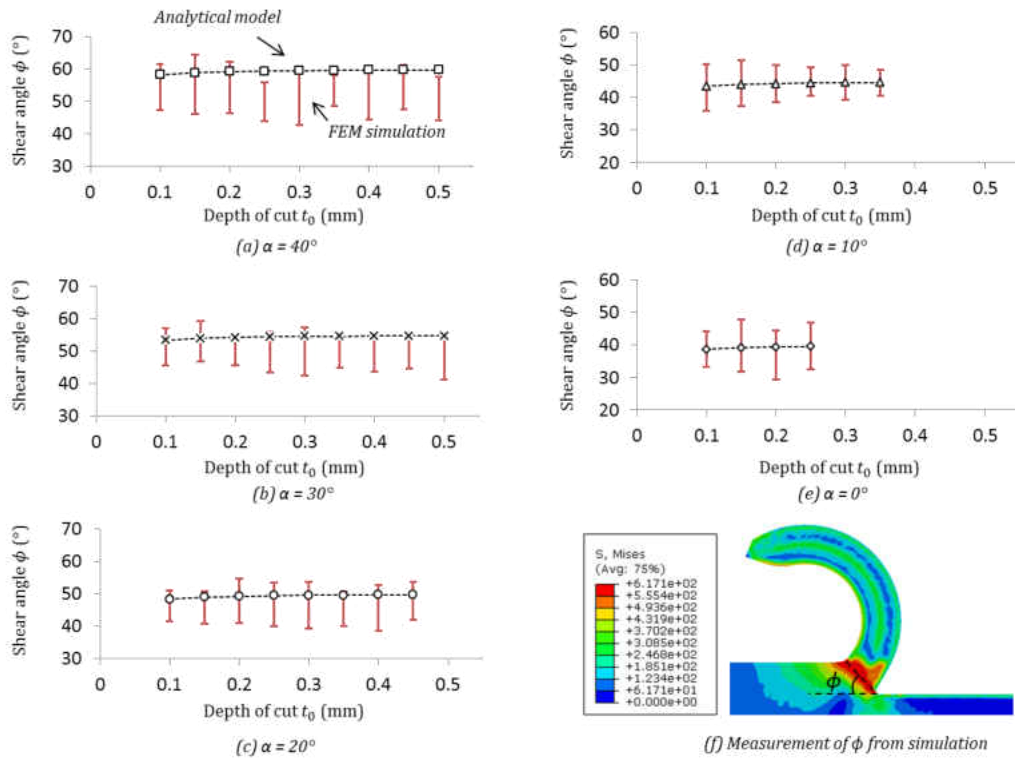 Analytical model
FEM simulation
Shear angle ϕ (°)
70
60
50
40
30
0 0.1 0.2 0.3 0.4 0.5
Depth of cut t₀ (mm)
(a) α = 40°
Shear angle ϕ (°)
60
50
40
30
20
0 0.1 0.2 0.3 0.4 0.5
Depth of cut t₀ (mm)
(d) α = 10°
Shear angle ϕ (°)
70
60
50
40
30
0 0.1 0.2 0.3 0.4 0.5
Depth of cut t₀ (mm)
(b) α = 30°
Shear angle ϕ (°)
60
50
40
30
20
0 0.1 0.2 0.3 0.4 0.5
Depth of cut t₀ (mm)
(e) α = 0°
Shear angle ϕ (°)
70
60
50
40
30
0 0.1 0.2 0.3 0.4 0.5
Depth of cut t₀ (mm)
(c) α = 20°
S, Mises
(Avg: 75%)
+6.171e+02
+5.554e+02
+4.936e+02
+4.319e+02
+3.702e+02
+3.085e+02
+2.468e+02
+1.851e+02
+1.234e+02
+6.171e+01
+0.000e+00
ϕ
(f) Measurement of ϕ from simulation